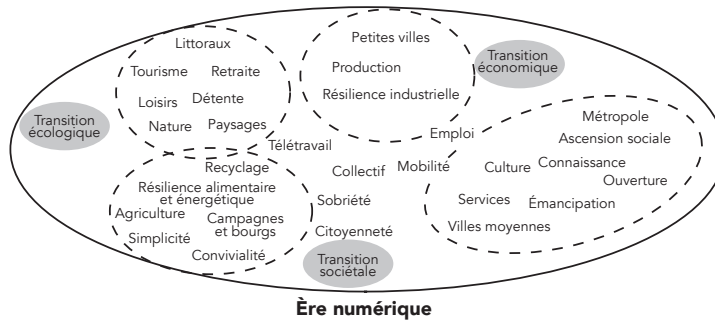 Littoraux
Tourisme
Retraite
Loisirs
Détente
Nature
Paysages
Petites villes
Production
Résilience industrielle
Transition
économique
Transition
écologique
Télétravail
Emploi
Collectif
Mobilité
Sobriété
Citoyenneté
Métropole
Ascension sociale
Culture
Connaissance
Ouverture
Services
Émancipation
Villes moyennes
Recyclage
Résilience alimentaire
et énergétique
Agriculture
Campagnes
et bourgs
Simplicité
Convivialité
Transition
sociétale
Ère numérique